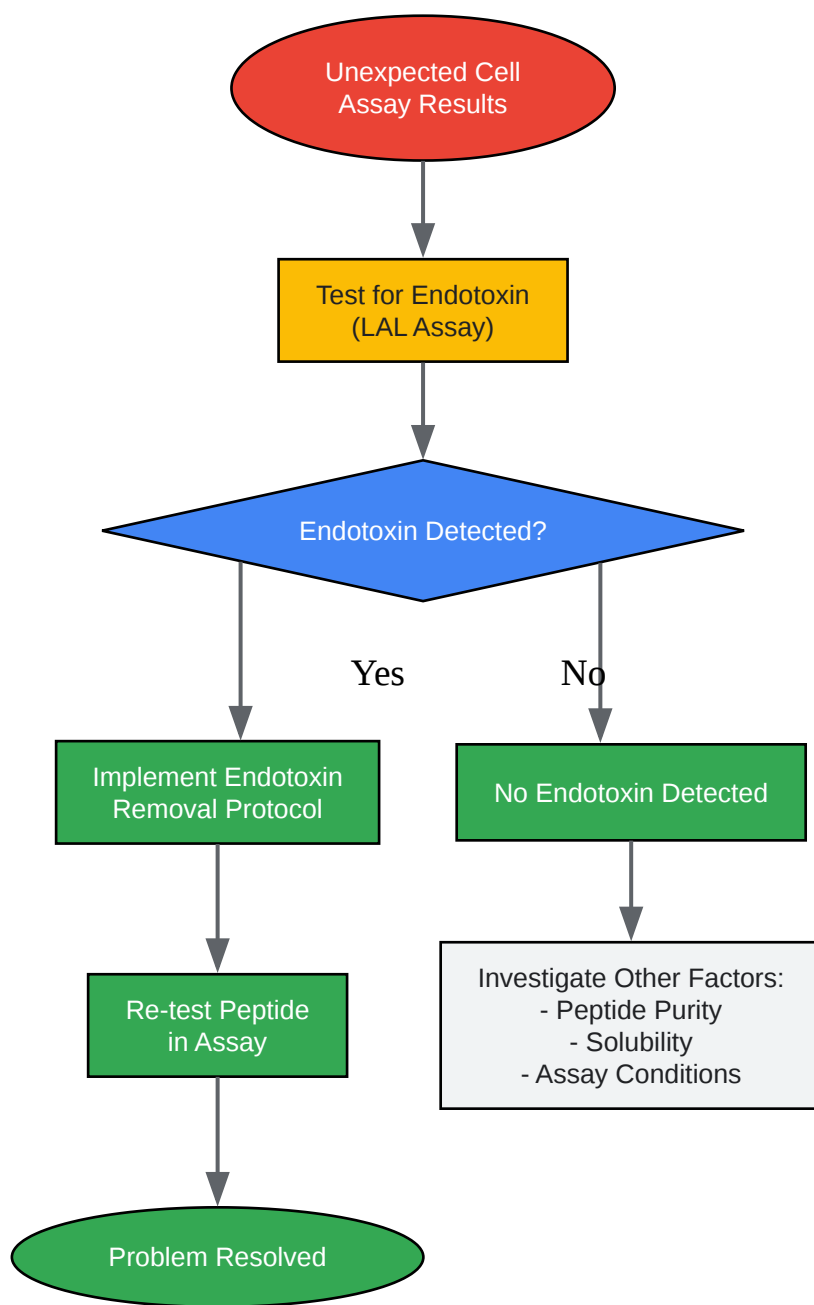 Unexpected Cell
Assay Results
Test for Endotoxin
(LAL Assay)
Endotoxin Detected?
Yes
No
Implement Endotoxin
Removal Protocol
No Endotoxin Detected
Re-test Peptide
in Assay
Investigate Other Factors:
- Peptide Purity
- Solubility
- Assay Conditions
Problem Resolved